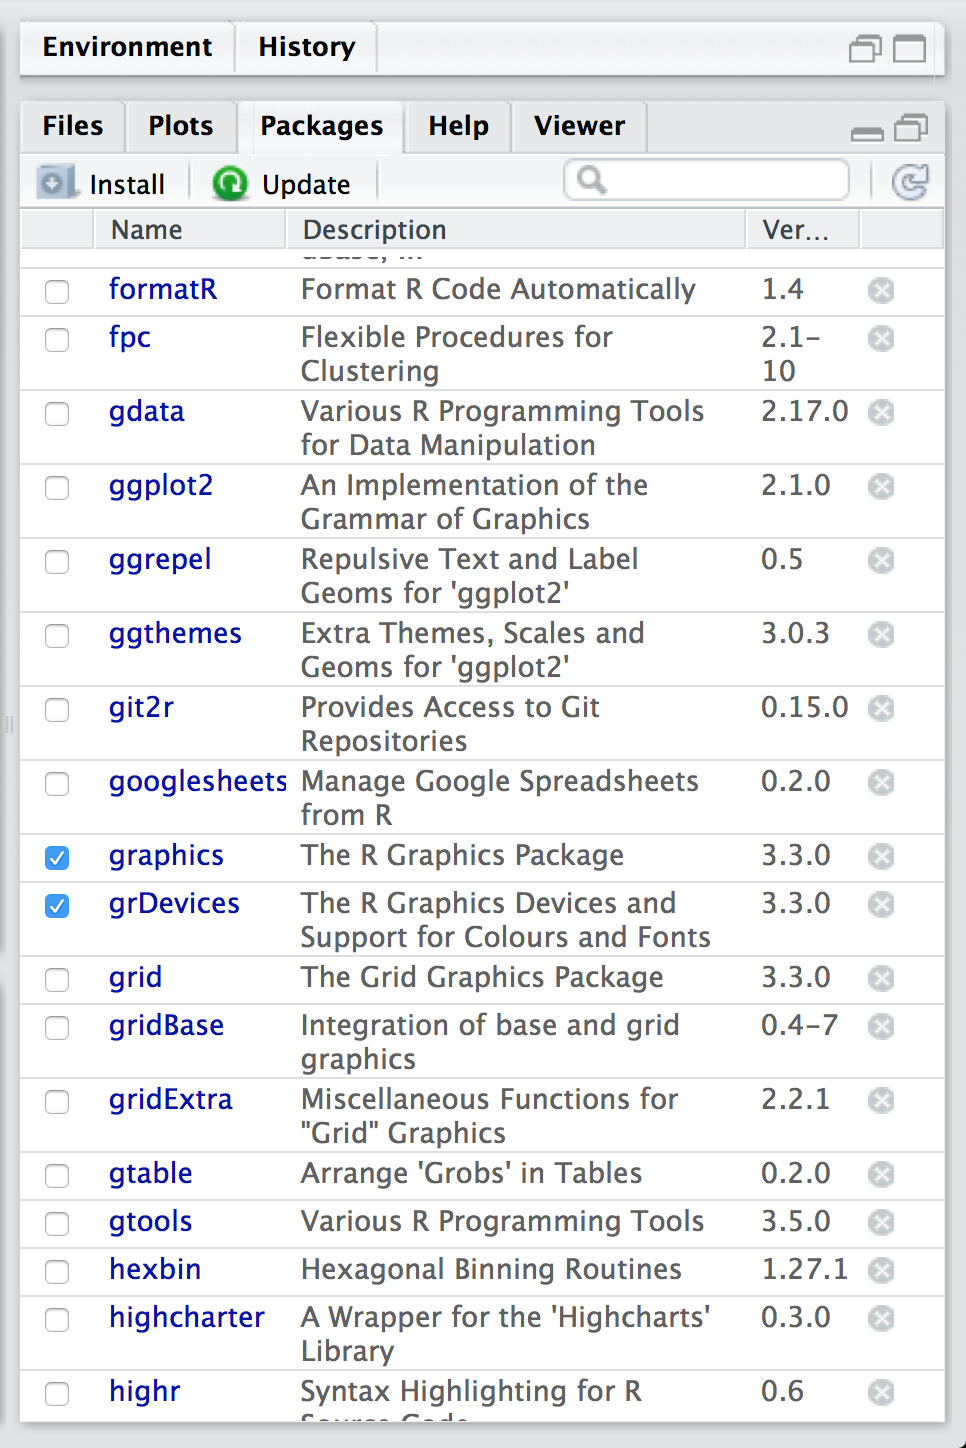 Environment History
Files Plots Packages Help Viewer
Install Update
Name Description Ver...
formatR Format R Code Automatically 1.4
fpc Flexible Procedures for 2.1-
Clustering 10
gdata Various R Programming Tools 2.17.0
for Data Manipulation
ggplot2 An Implementation of the 2.1.0
Grammar of Graphics
ggrepel Repulsive Text and Label 0.5
Geoms for 'ggplot2'
ggthemes Extra Themes, Scales and 3.0.3
Geoms for 'ggplot2'
git2r Provides Access to Git 0.15.0
Repositories
googlesheets Manage Google Spreadsheets 0.2.0
from R
graphics The R Graphics Package 3.3.0
grDevices The R Graphics Devices and 3.3.0
Support for Colours and Fonts
grid The Grid Graphics Package 3.3.0
gridBase Integration of base and grid 0.4-7
graphics
gridExtra Miscellaneous Functions for 2.2.1
"Grid" Graphics
gtable Arrange 'Grobs' in Tables 0.2.0
gtools Various R Programming Tools 3.5.0
hexbin Hexagonal Binning Routines 1.27.1
highcharter A Wrapper for the 'Highcharts' 0.3.0
Library
highr Syntax Highlighting for R 0.6
Source Code